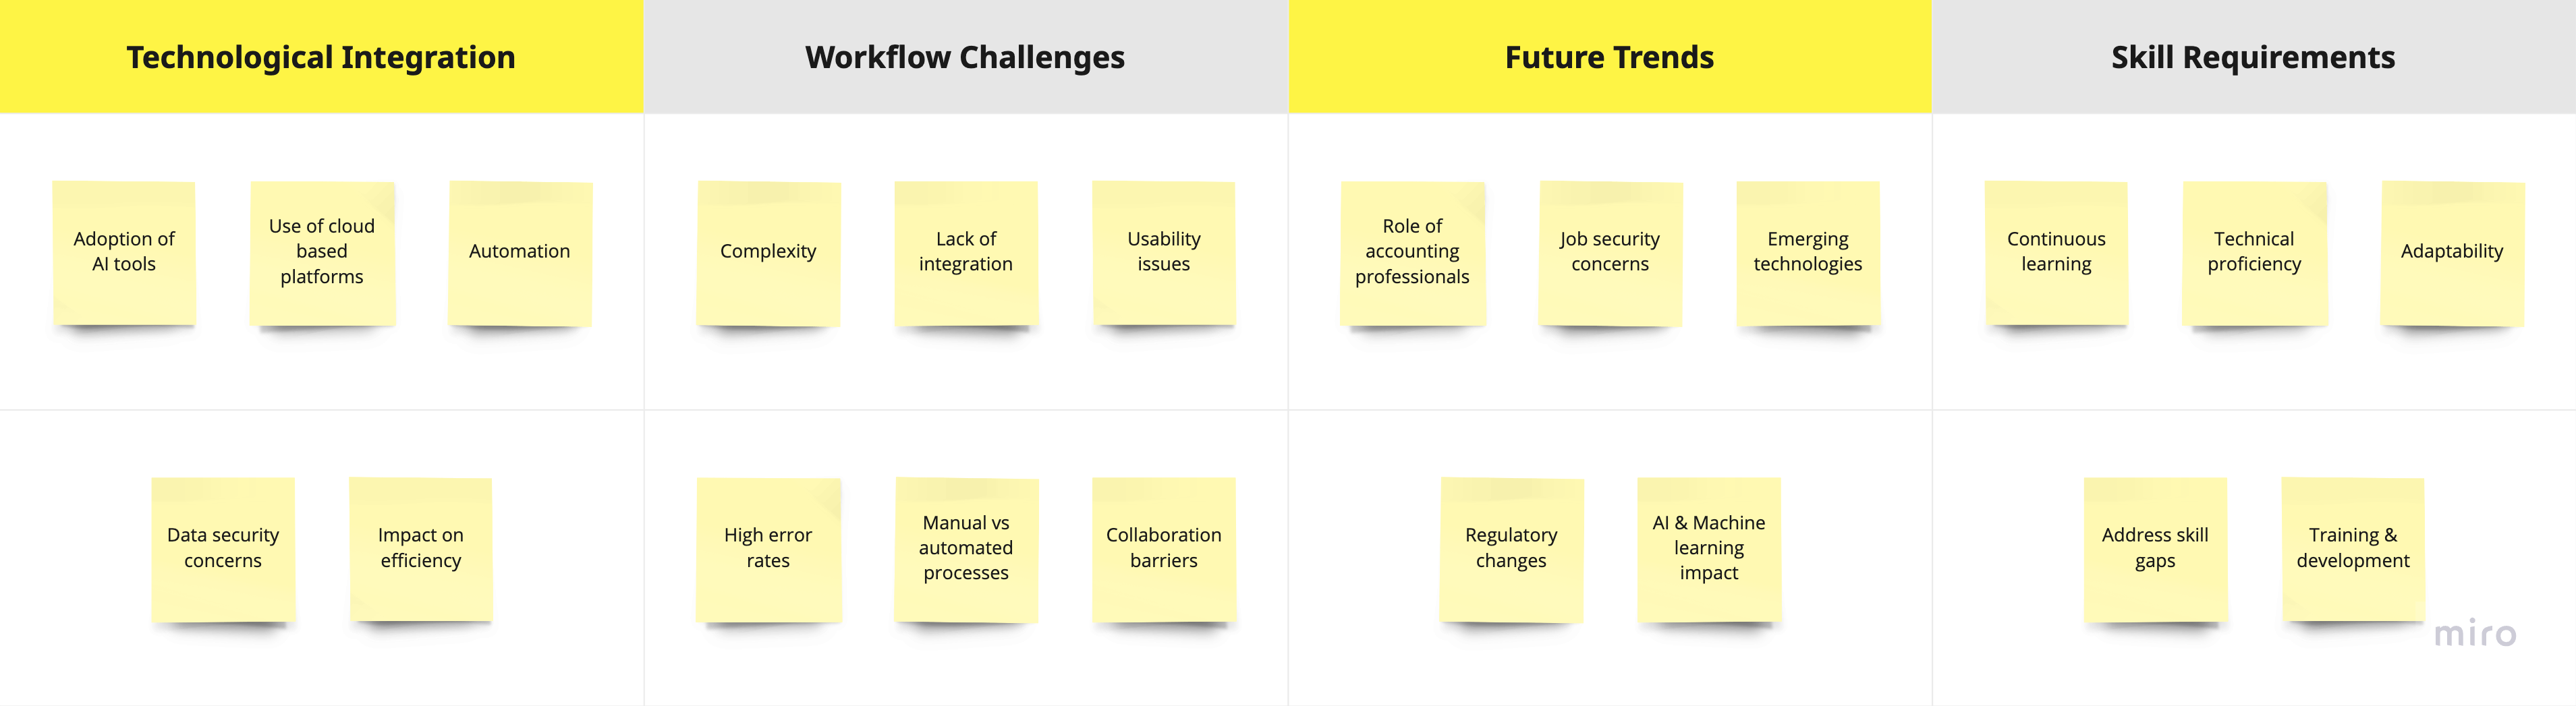 Technological Integration
Workflow Challenges
Future Trends
Skill Requirements
Adoption of
AI tools
Use of cloud
based
platforms
Automation
Complexity
Lack of
integration
Usability
issues
Role of
accounting
professionals
Job security
concerns
Emerging
technologies
Continuous
learning
Technical
proficiency
Adaptability
Data security
concerns
Impact on
efficiency
High error
rates
Manual vs
automated
processes
Collaboration
barriers
Regulatory
changes
AI & Machine
learning
impact
Address skill
gaps
Training &
development
miro